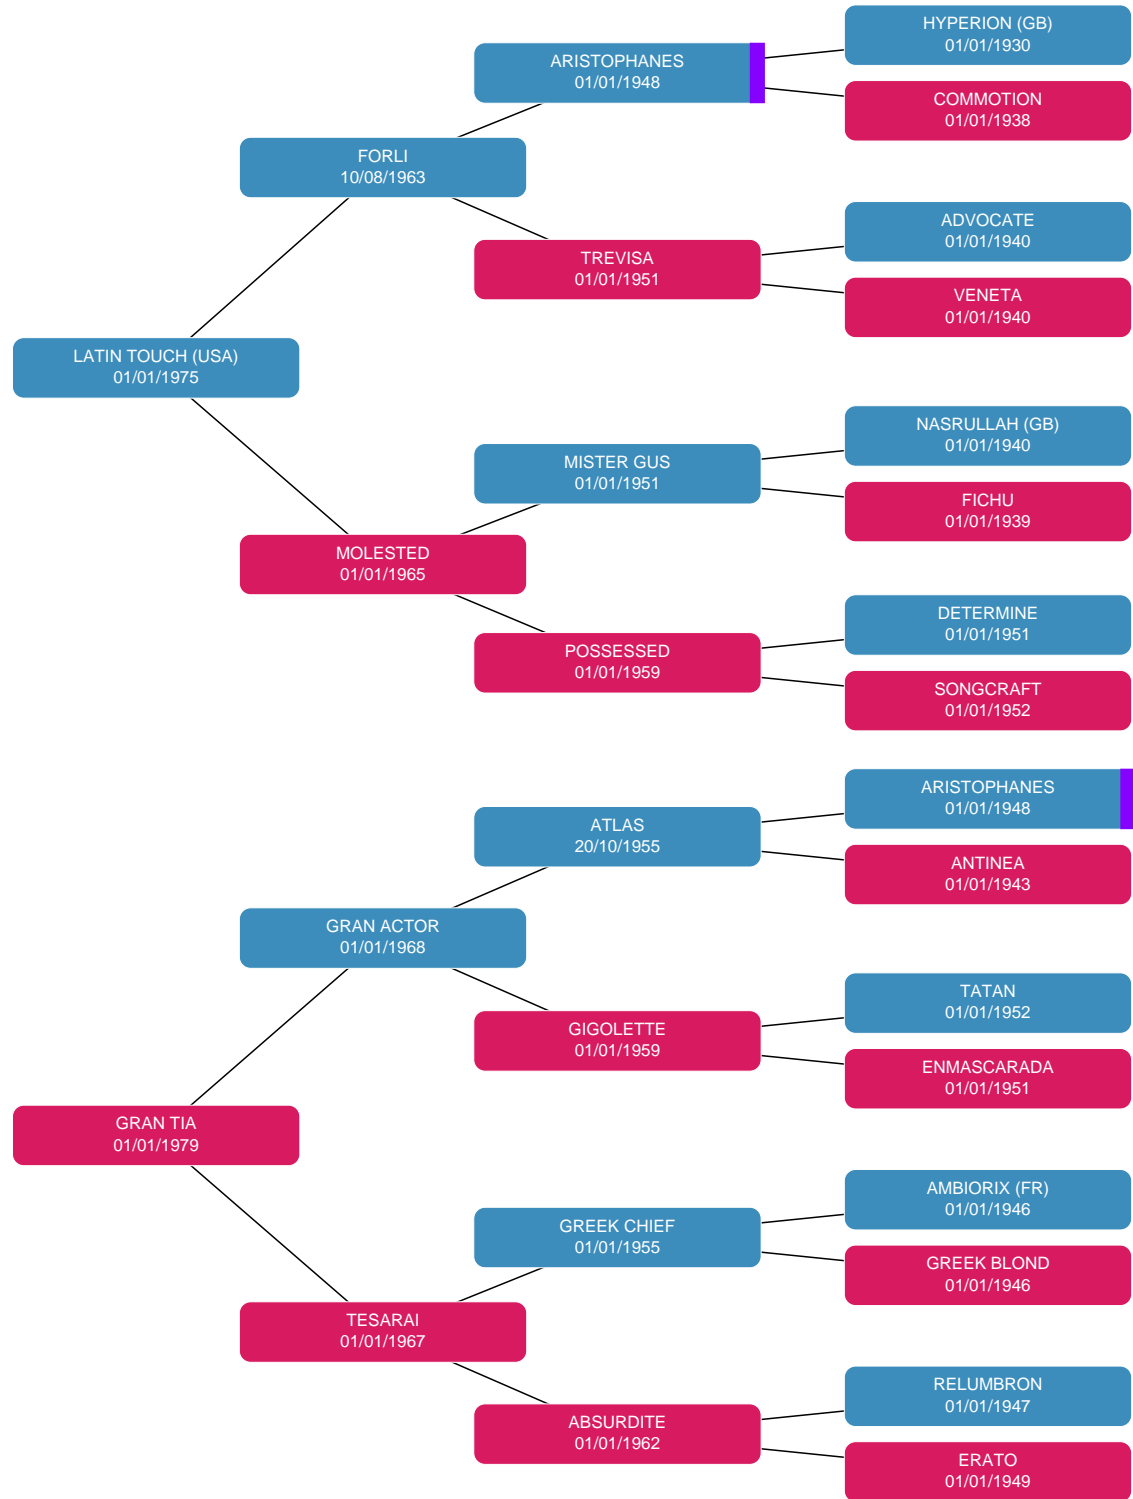 HYPERION (GB)
01/01/1930
ARISTOPHANES
01/01/1948
COMMOTION
01/01/1938
FORLI
10/08/1963
ADVOCATE
01/01/1940
TREVISA
01/01/1951
VENETA
01/01/1940
LATIN TOUCH (USA)
01/01/1975
NASRULLAH (GB)
01/01/1940
MISTER GUS
01/01/1951
FICHU
01/01/1939
MOLESTED
01/01/1965
DETERMINE
01/01/1951
POSSESSED
01/01/1959
SONGCRAFT
01/01/1952
ARISTOPHANES
01/01/1948
ATLAS
20/10/1955
ANTINEA
01/01/1943
GRAN ACTOR
01/01/1968
TATAN
01/01/1952
GIGOLETTE
01/01/1959
ENMASCARADA
01/01/1951
GRAN TIA
01/01/1979
AMBIORIX (FR)
01/01/1946
GREEK CHIEF
01/01/1955
GREEK BLOND
01/01/1946
TESARAI
01/01/1967
RELUMBRON
01/01/1947
ABSURDITE
01/01/1962
ERATO
01/01/1949